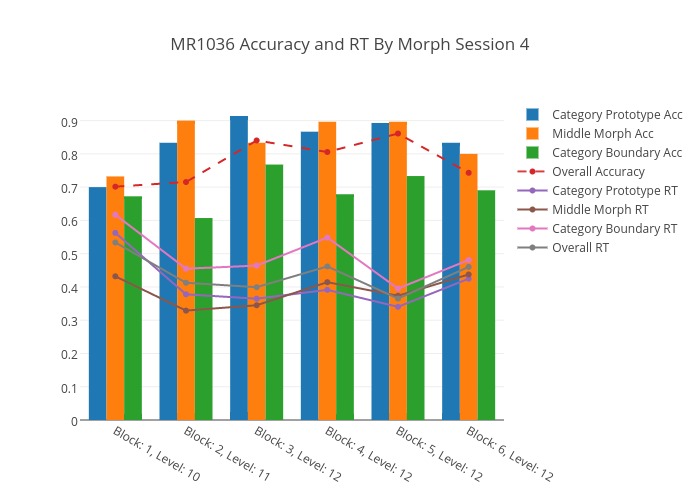 MR1036 Accuracy and RT By Morph Session 4
0.9
0.8
0.7
0.6
0.5
0.4
0.3
0.2
0.1
0
Block: 1, Level: 10
Block: 2, Level: 11
Block: 3, Level: 12
Block: 4, Level: 12
Block: 5, Level: 12
Block: 6, Level: 12
Category Prototype Acc
Middle Morph Acc
Category Boundary Acc
Overall Accuracy
Category Prototype RT
Middle Morph RT
Category Boundary RT
Overall RT